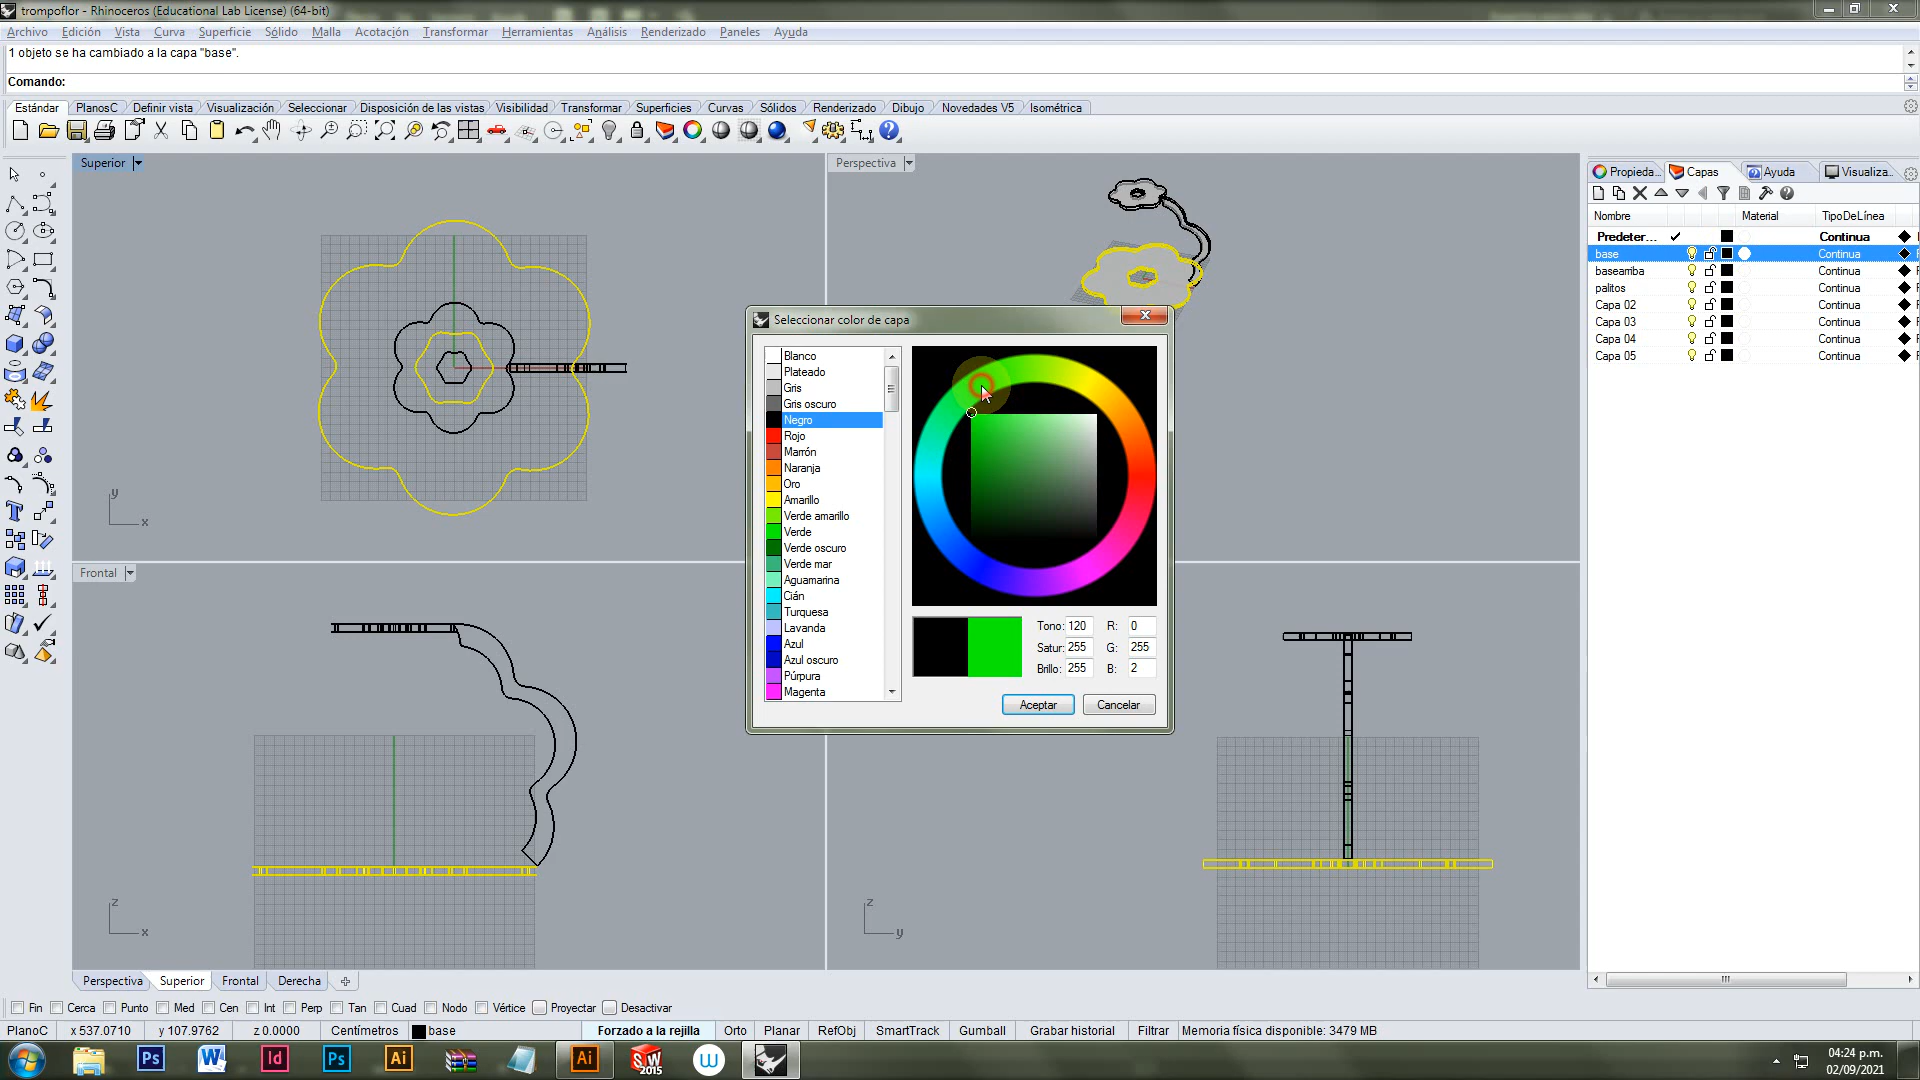 trompoflor - Rhinoceros (Educational Lab License) (64-bit)
Archivo Edición Vista Curva Superficie Sólido Malla Acotación Transformar Herramientas Análisis Renderizado Paneles Ayuda
1 objeto se ha cambiado a la capa "base".
Comando:
Estándar PlanosC Definir vista Visualización Seleccionar Disposición de las vistas Visibilidad Transformar Superficies Curvas Sólidos Renderizado Dibujo Novedades V5 Isométrica
Superior
Perspectiva
Propieda... Capas Ayuda Visualiza...
Nombre Material TipoDeLínea
Predeter... Continua
base Continua
baseamba Continua
palitos Continua
Capa 02 Continua
Capa 03 Continua
Capa 04 Continua
Capa 05 Continua
Seleccionar color de capa
Blanco
Plateado
Gris
Gris oscuro
Negro
Rojo
Marrón
Naranja
Oro
Amarillo
Verde amarillo
Verde
Verde oscuro
Verde mar
Aguamarina
Cián
Turquesa
Lavanda
Azul
Azul oscuro
Púrpura
Magenta
Tono: 120 R: 0
Satur: 255 G: 255
Brillo: 255 B: 2
Aceptar Cancelar
y
x
Frontal
z
x
z
y
Perspectiva Superior Frontal Derecha
Fin Cerca Punto Med Cen Int Perp Tan Cuad Nodo Vértice Proyectar Desactivar
PlanoC x 537.0710 y 107.9762 z 0.0000 Centímetros base Forzado a la rejilla Orto Planar RefObj SmartTrack Gumball Grabar historial Filtrar Memoria física disponible: 3479 MB
Ps W Id Ps Ai Ai SW 2015 W
04:24 p.m.
02/09/2021